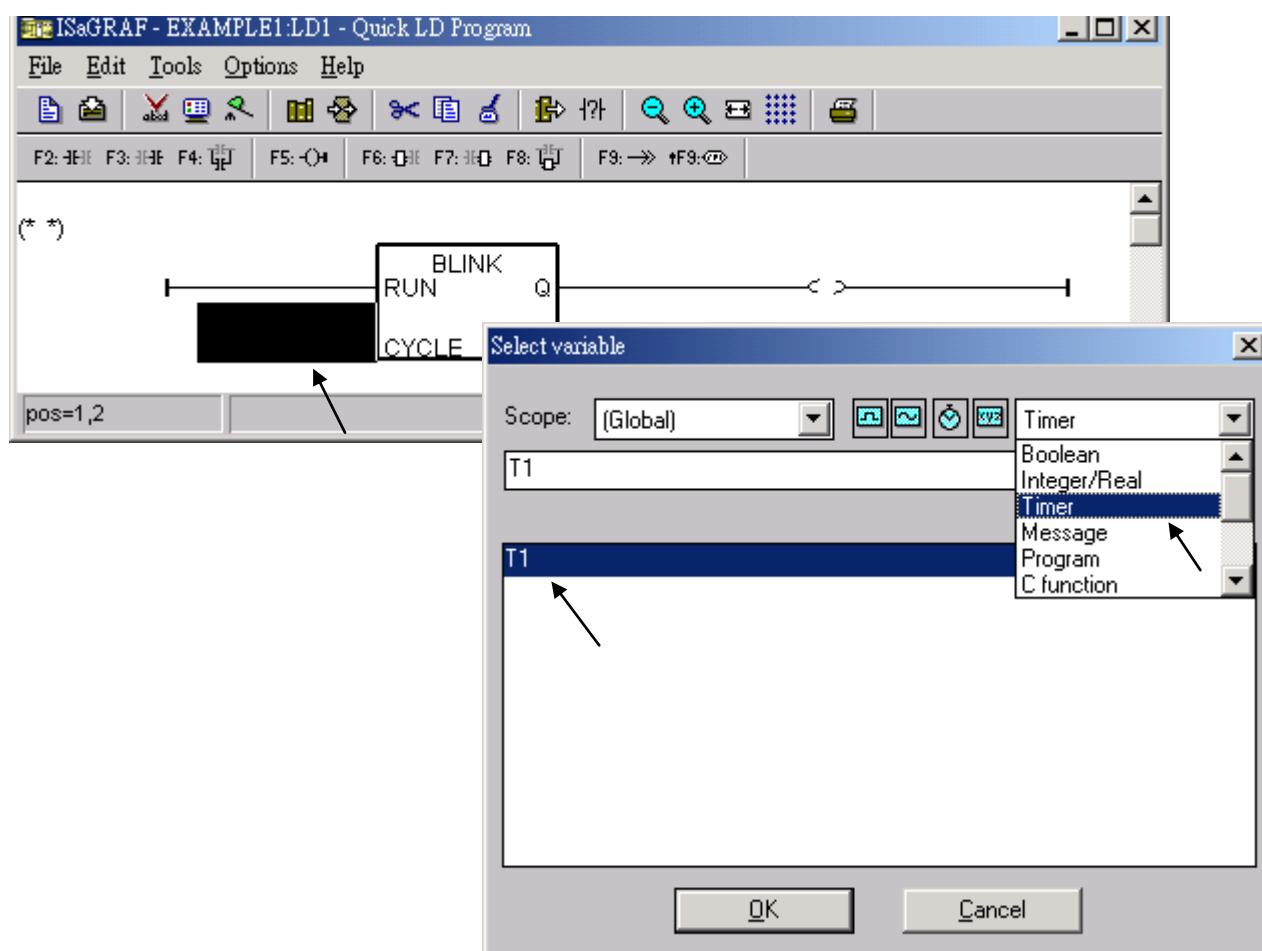 ISaGRAF - EXAMPLE1:LD1 - Quick LD Program
File Edit Tools Options Help
F2: F3: F4: F5: F6: F7: F8: F9: F9:
(* *)
BLINK
RUN Q
CYCLE
pos=1,2
Select variable
Scope: (Global) xyz Timer
T1
Boolean
Integer/Real
Timer
Message
Program
C function
T1
OK Cancel